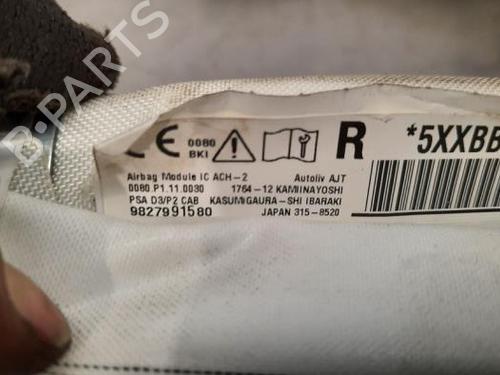 B-PARTS
CE 0080 BKI R *5XXBB
Airbag Module IC ACH-2 Autoliv AJT
0080.P1.11.0030 1764-12 KAMIINAYOSHI
PSA D3/P2 CAB KASUMIGAURA-SHI IBARAKI
9827991580 JAPAN 315-8520